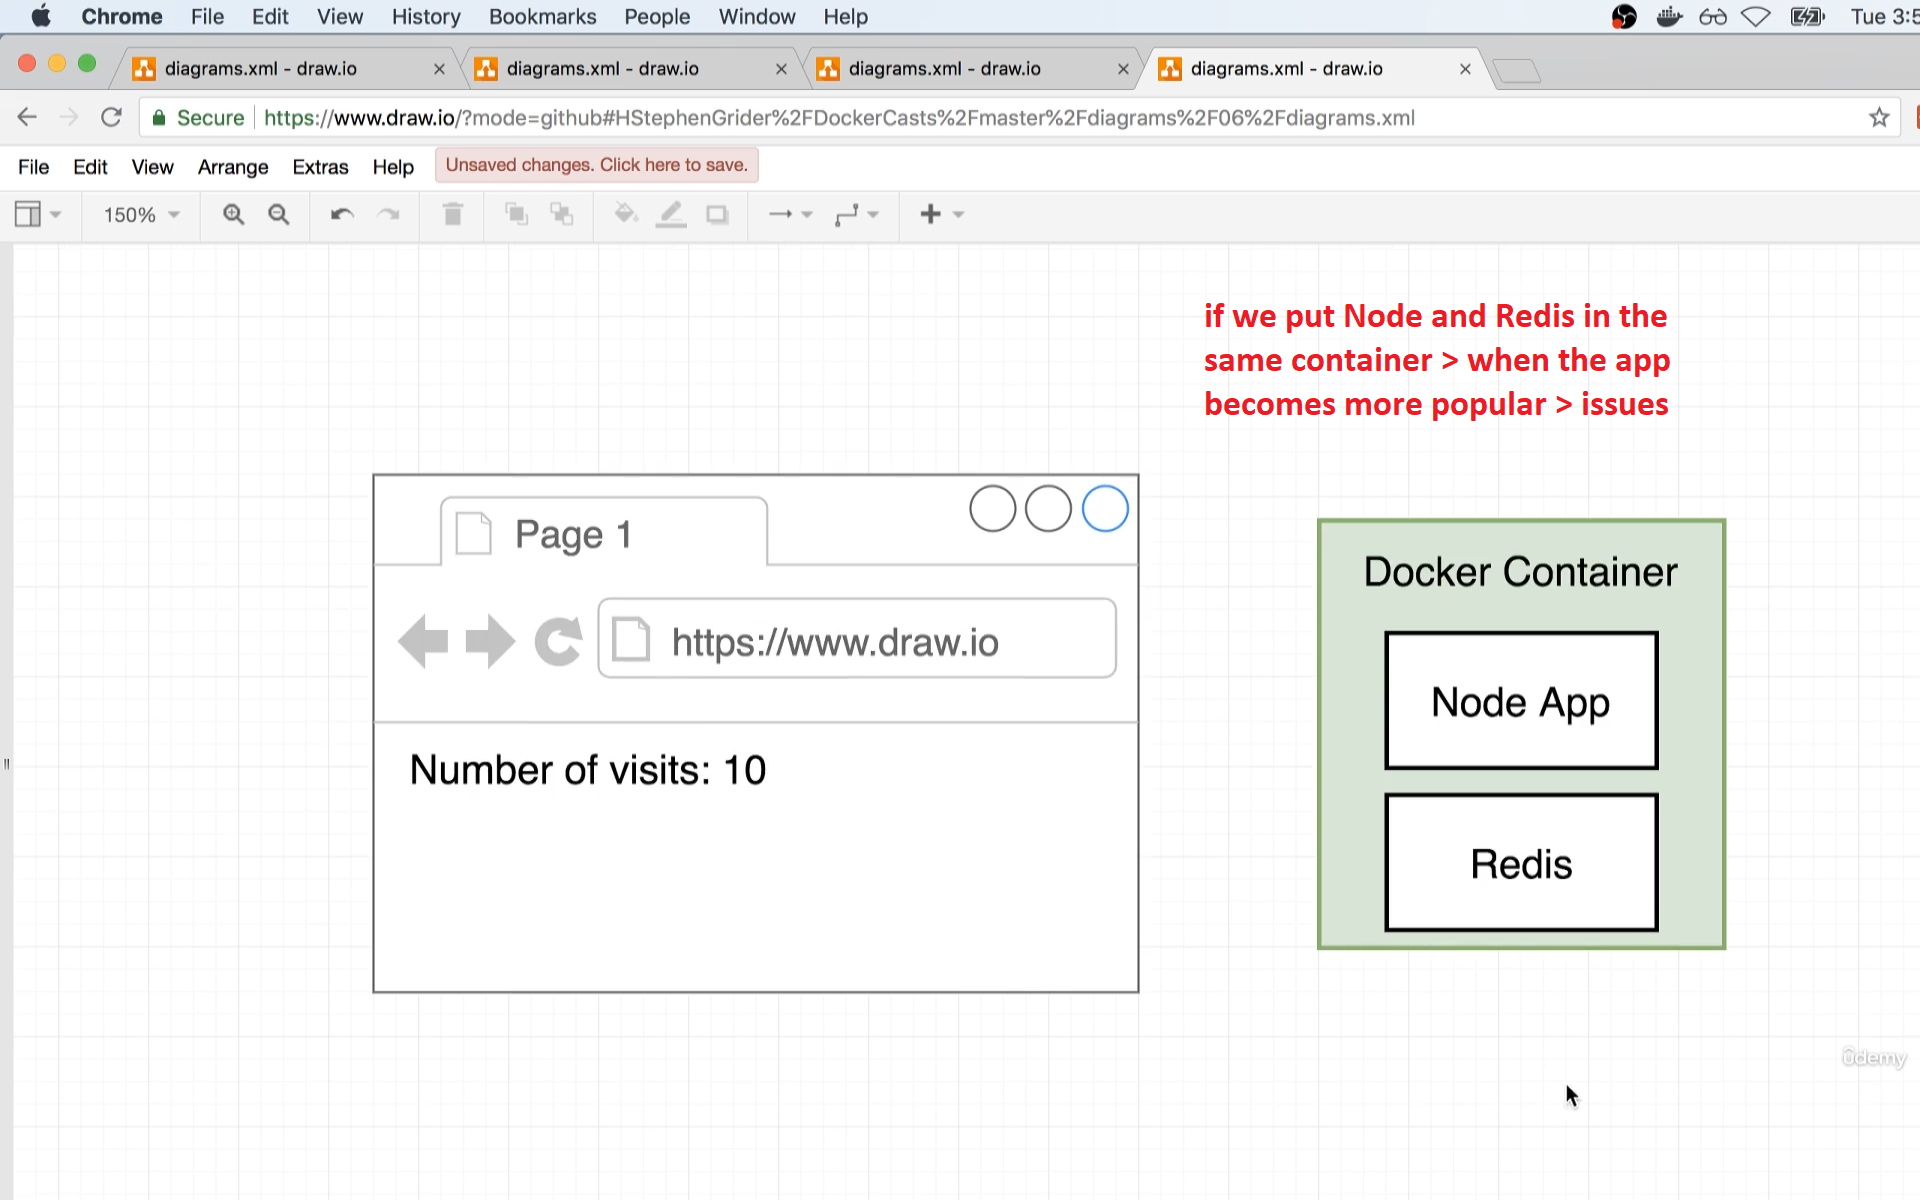 Chrome File Edit View History Bookmarks People Window Help Tue 3:5
diagrams.xml - draw.io diagrams.xml - draw.io diagrams.xml - draw.io diagrams.xml - draw.io
Secure https://www.draw.io/?mode=github#HStephenGrider%2FDockerCasts%2Fmaster%2Fdiagrams%2F06%2Fdiagrams.xml
File Edit View Arrange Extras Help Unsaved changes. Click here to save.
150%
if we put Node and Redis in the
same container > when the app
becomes more popular > issues
Page 1
https://www.draw.io
Number of visits: 10
Docker Container
Node App
Redis
ûdemy